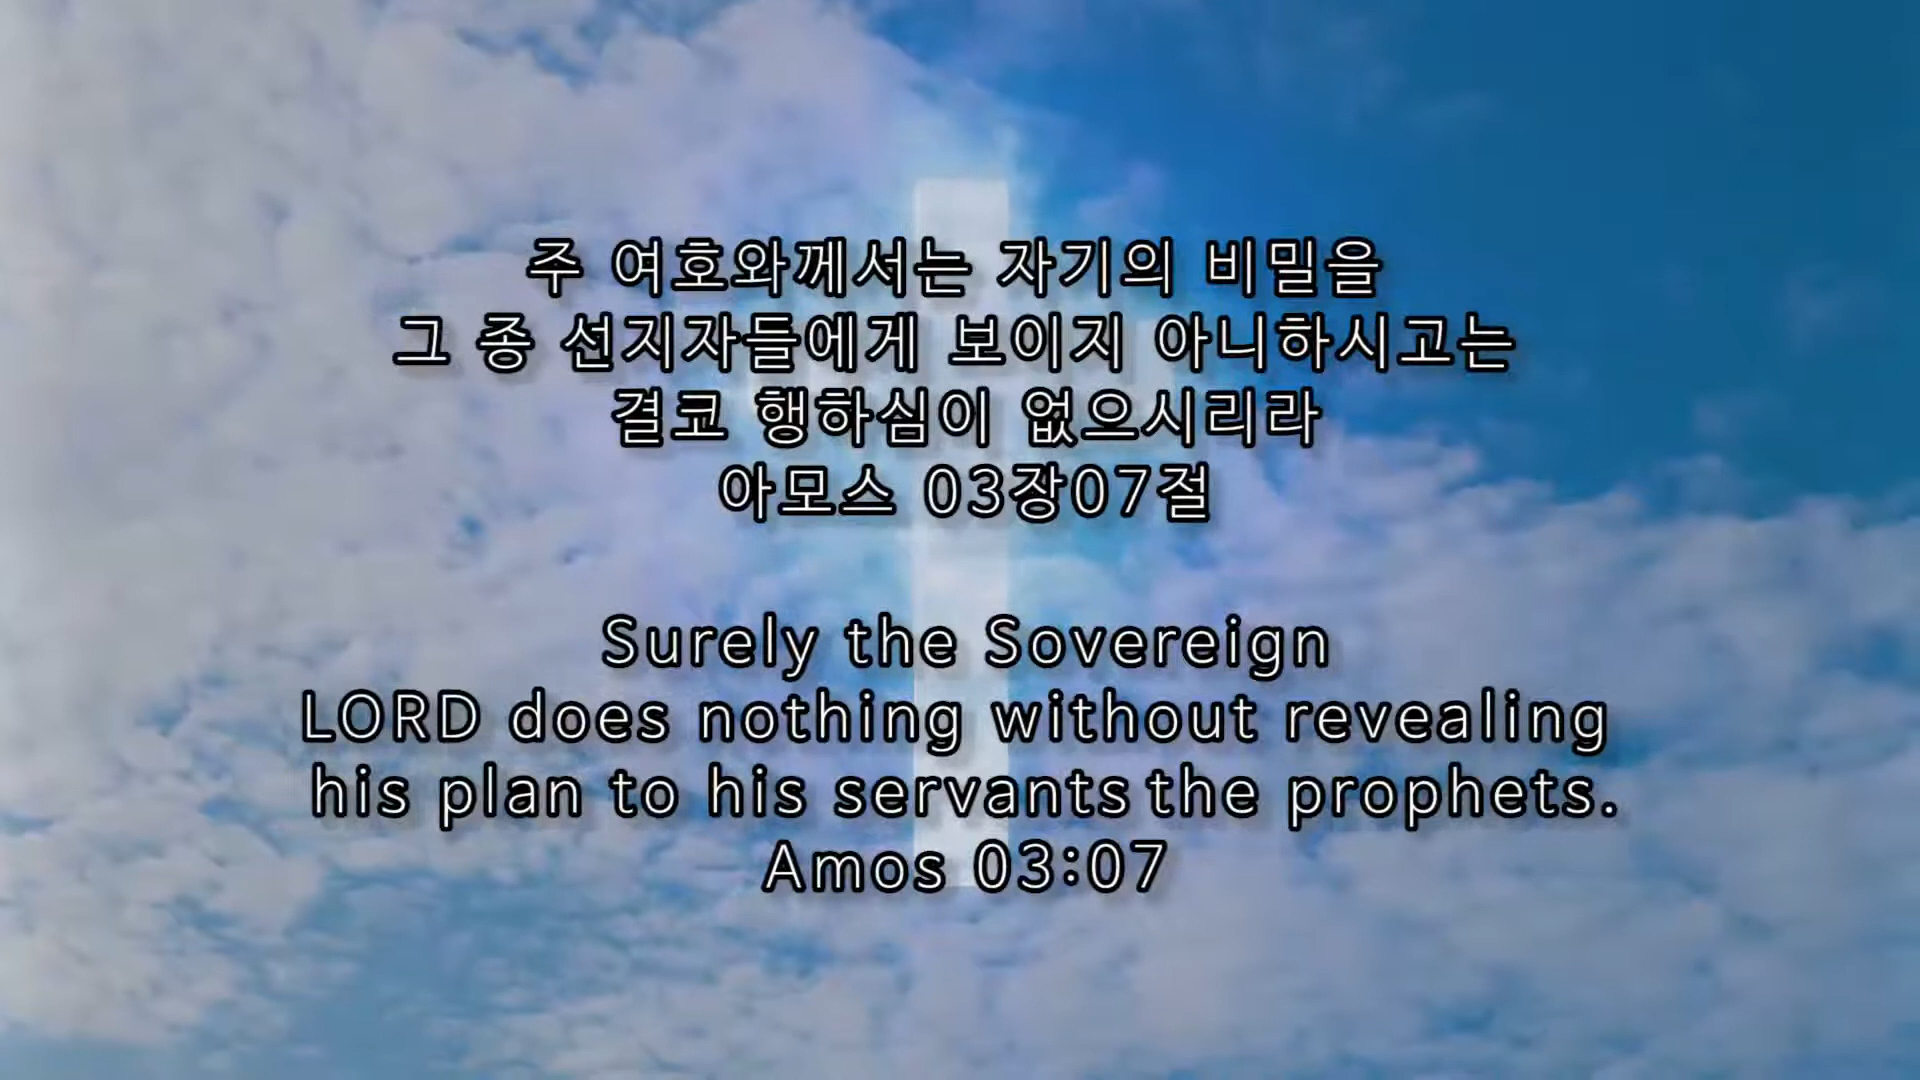 주 여호와께서는 자기의 비밀을
그 종 선지자들에게 보이지 아니하시고는
결코 행하심이 없으시리라
아모스 03장07절
Surely the Sovereign
LORD does nothing without revealing
his plan to his servants the prophets.
Amos 03:07